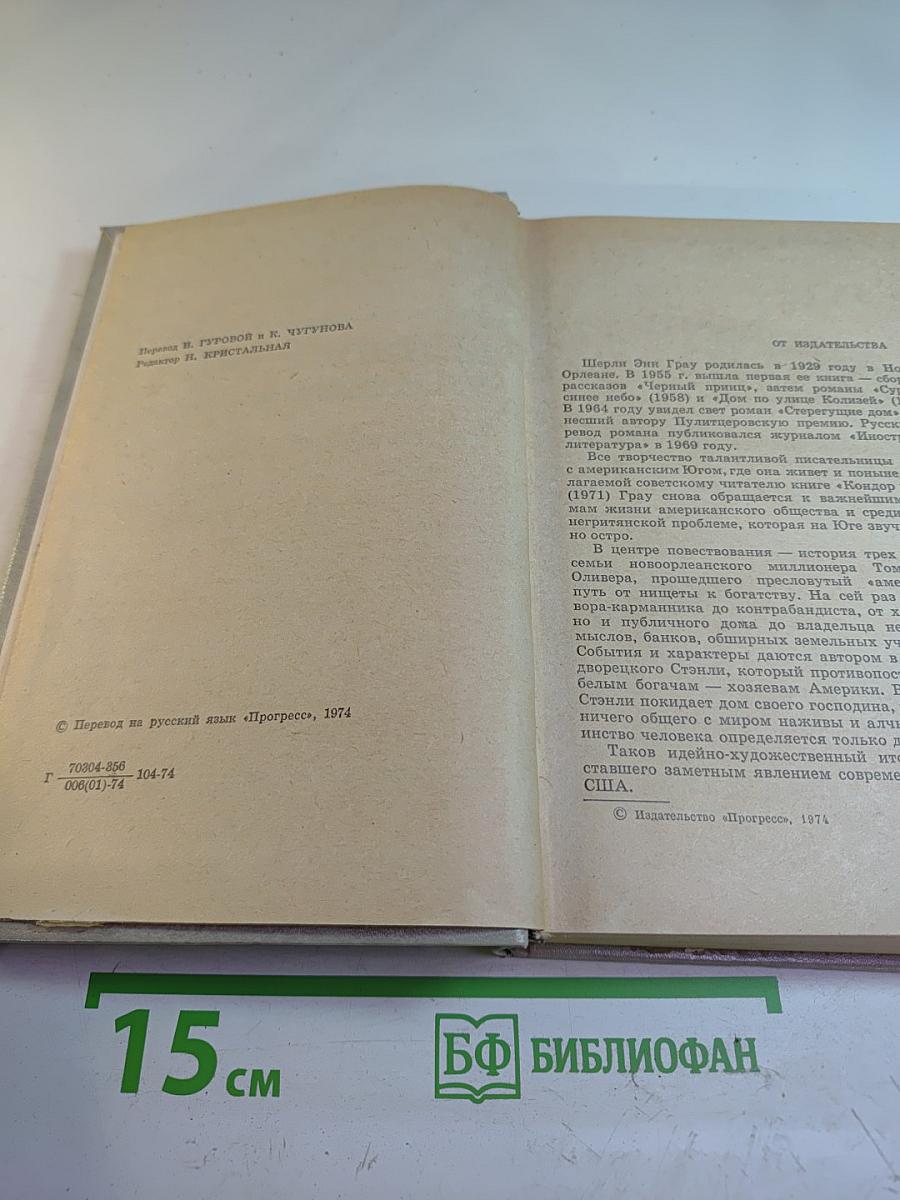 Перевод И. ГУРОВОЙ и К. ЧУГУНОВА
Редактор Н. КРИСТАЛЬНАЯ
© Перевод на русский язык «Прогресс», 1974
Г 70304-356 104-74
006(01)-74
ОТ ИЗДАТЕЛЬСТВА
Шерли Энн Грау родилась в 1929 году в Но
Орлеане. В 1955 г. вышла первая ее книга — сбор
рассказов «Черный принц», затем романы «Су
синее небо» (1958) и «Дом по улице Колизей» (1
В 1964 году увидел свет роман «Стерегущие дом»
несший автору Пулитцеровскую премию. Русск
ревод романа публиковался журналом «Иност
литература» в 1969 году.
Все творчество талантливой писательницы
с американским Югом, где она живет и поныне
лагаемой советскому читателю книге «Кондор
(1971) Грау снова обращается к важнейшим
мам жизни американского общества и среди
негритянской проблеме, которая на Юге звуч
но остро.
В центре повествования — история трех
семьи новоорлеанского миллионера Том
Оливера, прошедшего пресловутый «аме
путь от нищеты к богатству. На сей раз
вора-карманника до контрабандиста, от х
но и публичного дома до владельца не
мыслов, банков, обширных земельных уч
События и характеры даются автором в
дворецкого Стэнли, который противопост
белым богачам — хозяевам Америки. В
Стэнли покидает дом своего господина,
ничего общего с миром наживы и алч
инство человека определяется только д
Таков идейно-художественный ито
ставшего заметным явлением совреме
США.
© Издательство «Прогресс», 1974
15 см
БФ БИБЛИОФАН